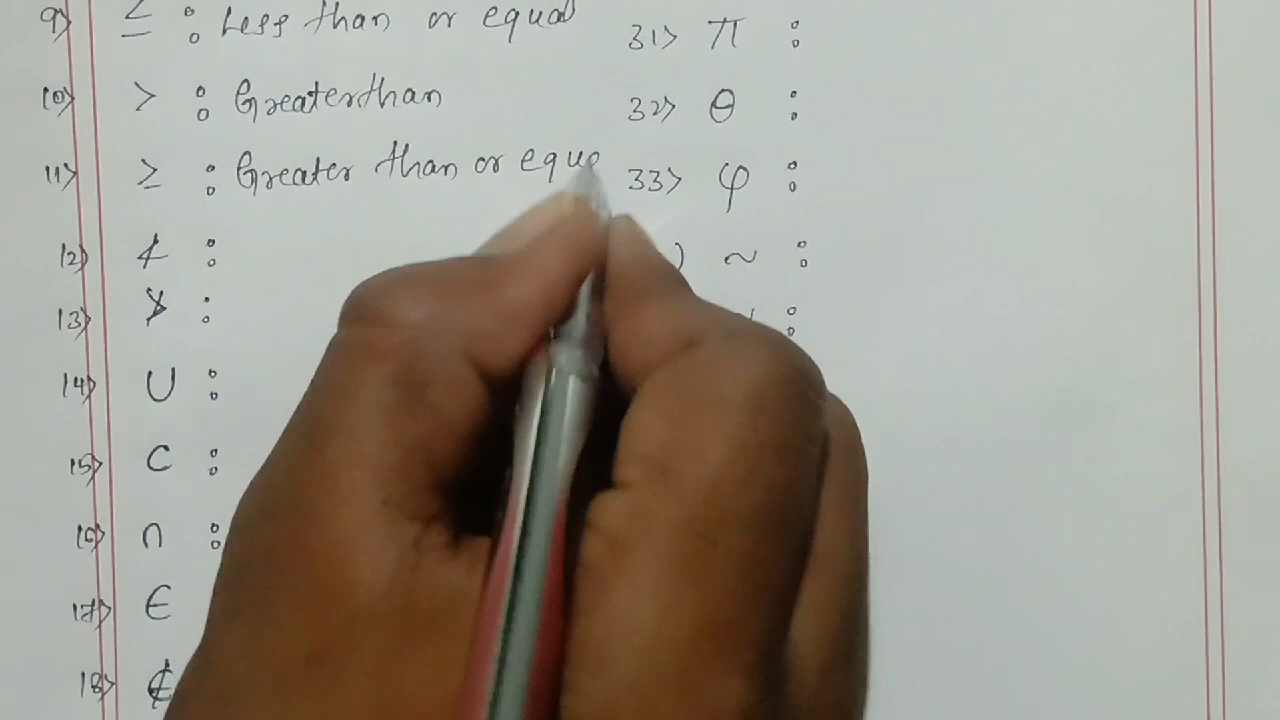 9) ≤ : Less than or equal
10) > : Greaterthan
11) ≥ : Greater than or equa
12) ≮ :
13) ≯ :
14) ∪ :
15) ⊂ :
16) ∩ :
17) ∈
18) ∉
31) π :
32) θ :
33) φ :
) ~ :
: